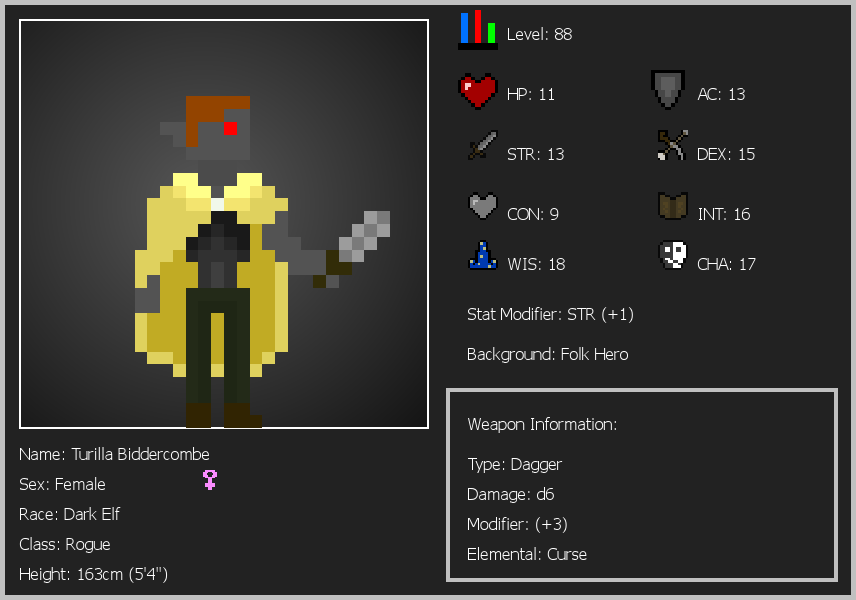 Level: 88
HP: 11
AC: 13
STR: 13
DEX: 15
CON: 9
INT: 16
WIS: 18
CHA: 17
Stat Modifier: STR (+1)
Background: Folk Hero
Weapon Information:
Type: Dagger
Damage: d6
Modifier: (+3)
Elemental: Curse
Name: Turilla Biddercombe
Sex: Female
Race: Dark Elf
Class: Rogue
Height: 163cm (5'4")